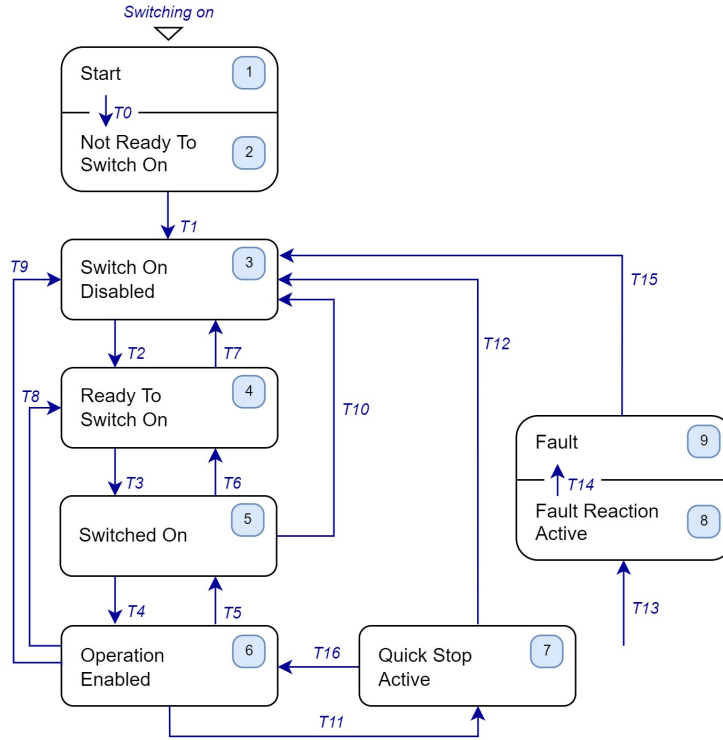 Switching on
Start
1
T0
Not Ready To
Switch On
2
T1
T9
Switch On
Disabled
3
T15
T2
T7
T12
T8
Ready To
Switch On
4
T10
Fault
9
T3
T6
T14
Switched On
5
Fault Reaction
Active
8
T4
T5
T13
Operation
Enabled
6
T16
Quick Stop
Active
7
T11